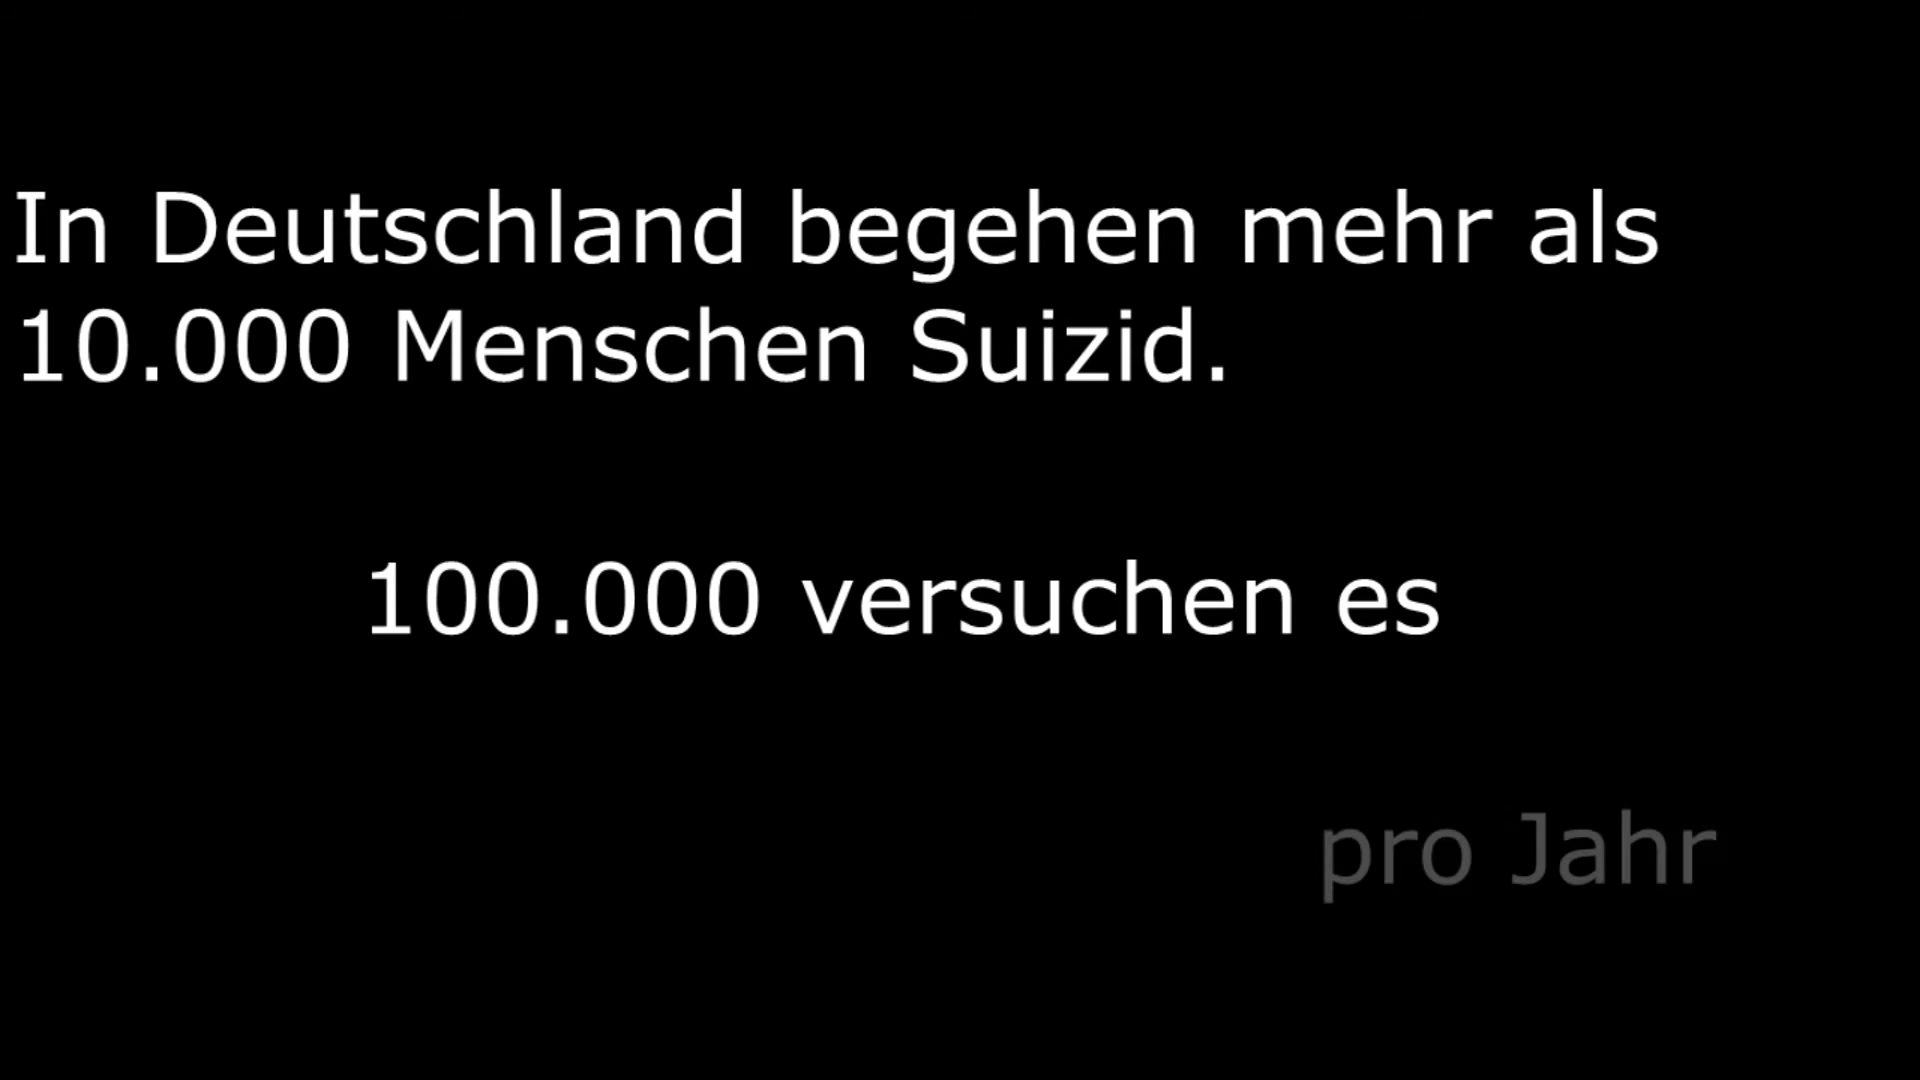 In Deutschland begehen mehr als
10.000 Menschen Suizid.
100.000 versuchen es
pro Jahr